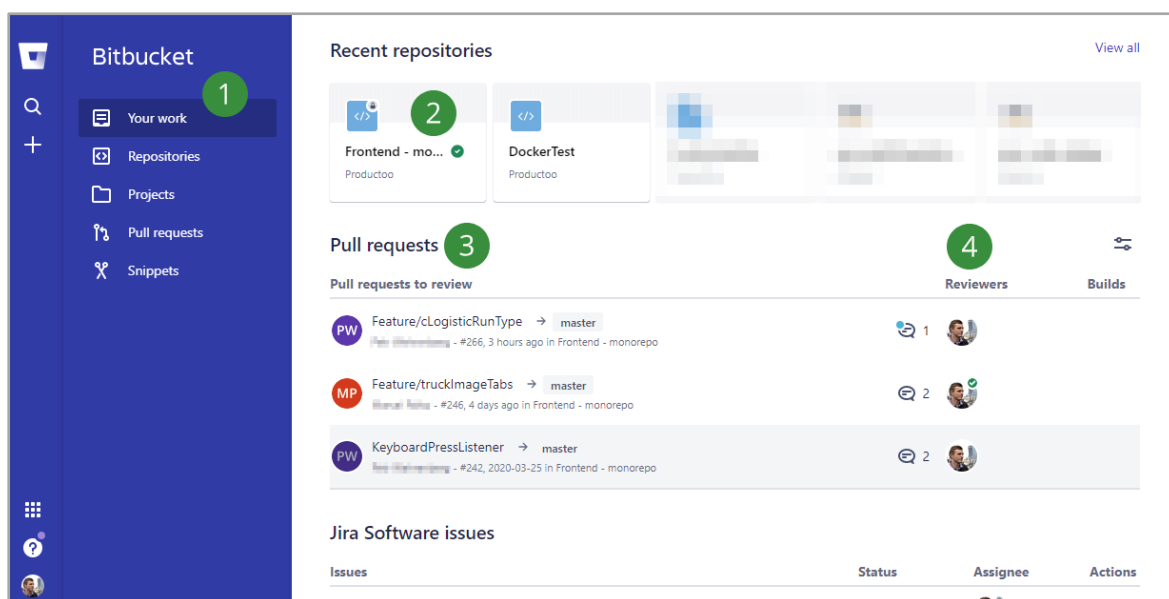 Bitbucket
1
Your work
Repositories
Projects
Pull requests
Snippets
Recent repositories
View all
2
Frontend - mo...
Productoo
DockerTest
Productoo
Pull requests
3
4
Pull requests to review
Reviewers
Builds
PW
Feature/cLogisticRunType → master
- #266, 3 hours ago in Frontend - monorepo
1
MP
Feature/truckImageTabs → master
- #246, 4 days ago in Frontend - monorepo
2
PW
KeyboardPressListener → master
- #242, 2020-03-25 in Frontend - monorepo
2
Jira Software issues
Issues
Status
Assignee
Actions